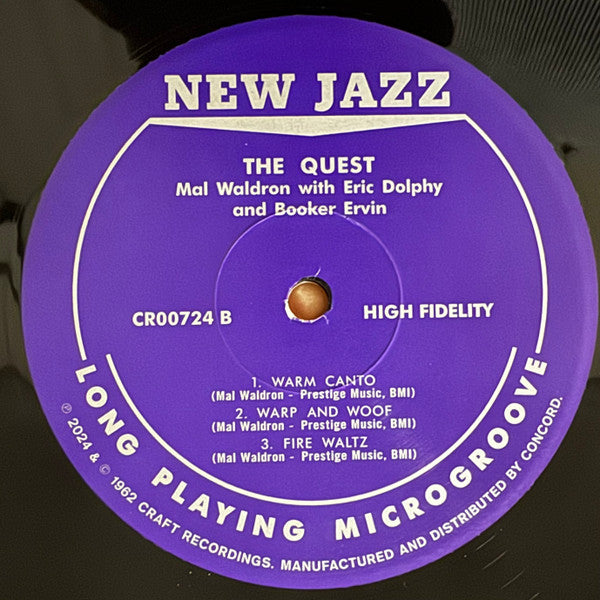 NEW JAZZ
THE QUEST
Mal Waldron with Eric Dolphy
and Booker Ervin
CR00724 B
HIGH FIDELITY
1. WARM CANTO
(Mal Waldron - Prestige Music, BMI)
2. WARP AND WOOF
(Mal Waldron - Prestige Music, BMI)
3. FIRE WALTZ
(Mal Waldron - Prestige Music, BMI)
LONG PLAYING MICROGROOVE
℗ 2024 & © 1962 CRAFT RECORDINGS. MANUFACTURED AND DISTRIBUTED BY CONCORD.